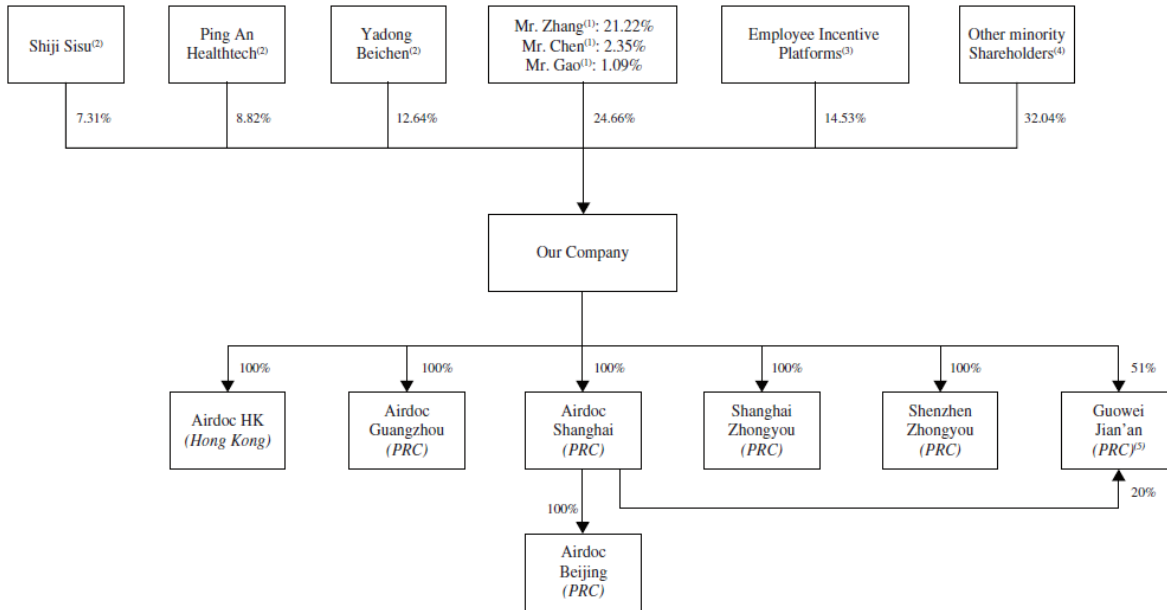 Shiji Sisu(2)
Ping An
Healthtech(2)
Yadong
Beichen(2)
Mr. Zhang(1): 21.22%
Mr. Chen(1): 2.35%
Mr. Gao(1): 1.09%
Employee Incentive
Platforms(3)
Other minority
Shareholders(4)
7.31%
8.82%
12.64%
24.66%
14.53%
32.04%
Our Company
100%
100%
100%
100%
100%
51%
Airdoc HK
(Hong Kong)
Airdoc
Guangzhou
(PRC)
Airdoc
Shanghai
(PRC)
Shanghai
Zhongyou
(PRC)
Shenzhen
Zhongyou
(PRC)
Guowei
Jian’an
(PRC)(5)
100%
20%
Airdoc
Beijing
(PRC)